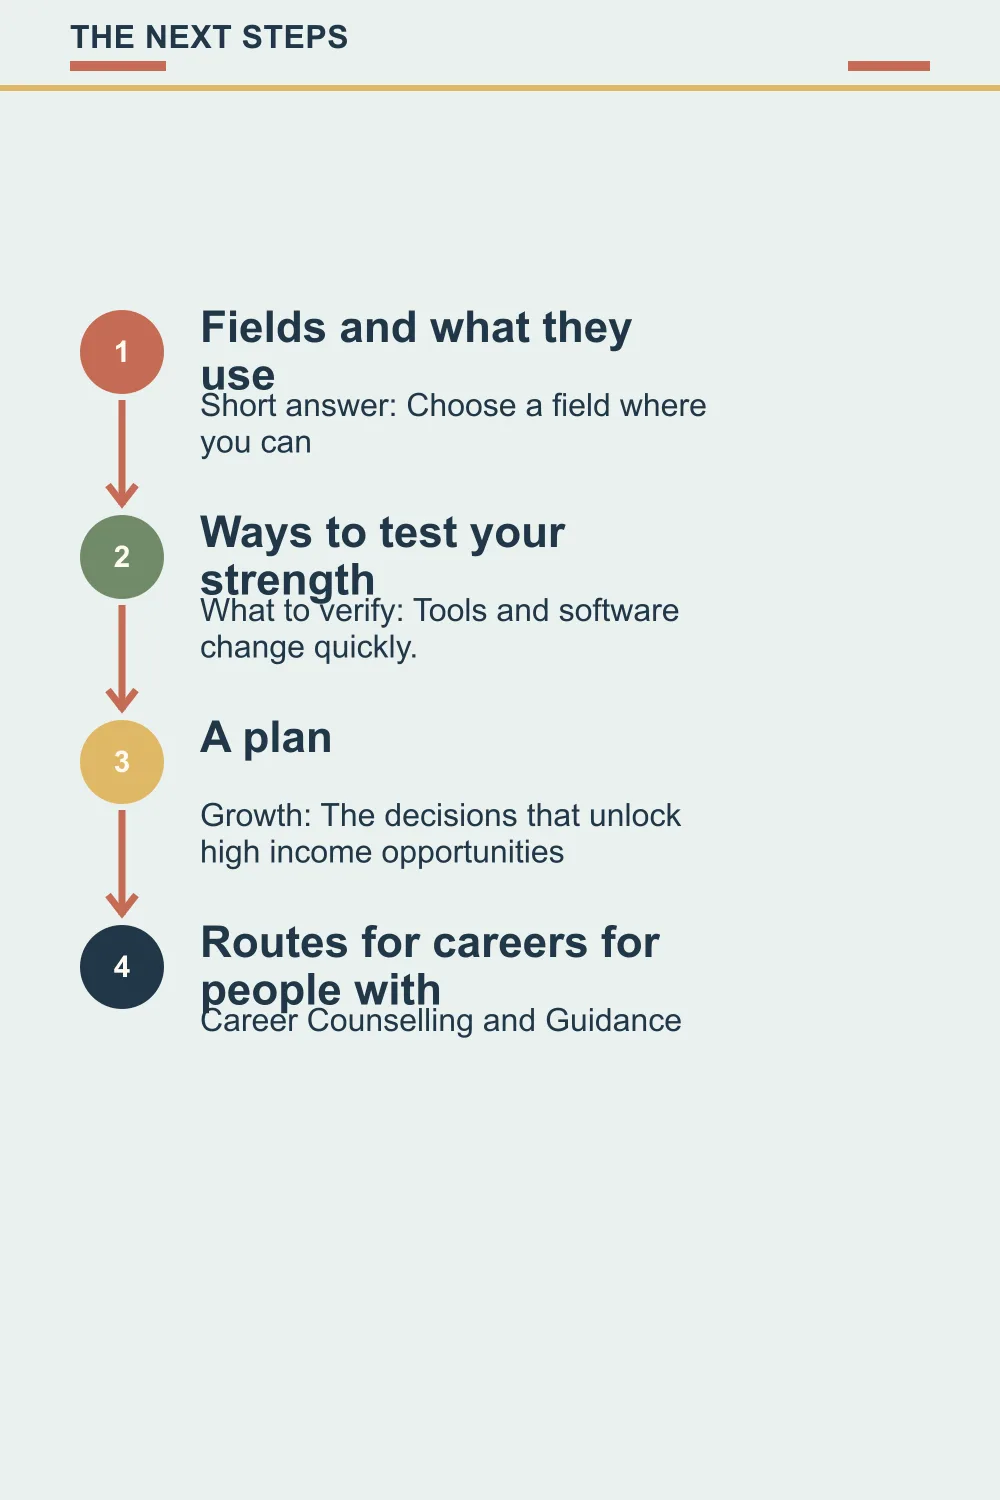 THE NEXT STEPS
1
Fields and what they
use
Short answer: Choose a field where
you can
2
Ways to test your
strength
What to verify: Tools and software
change quickly.
3
A plan
Growth: The decisions that unlock
high income opportunities
4
Routes for careers for
people with
Career Counselling and Guidance